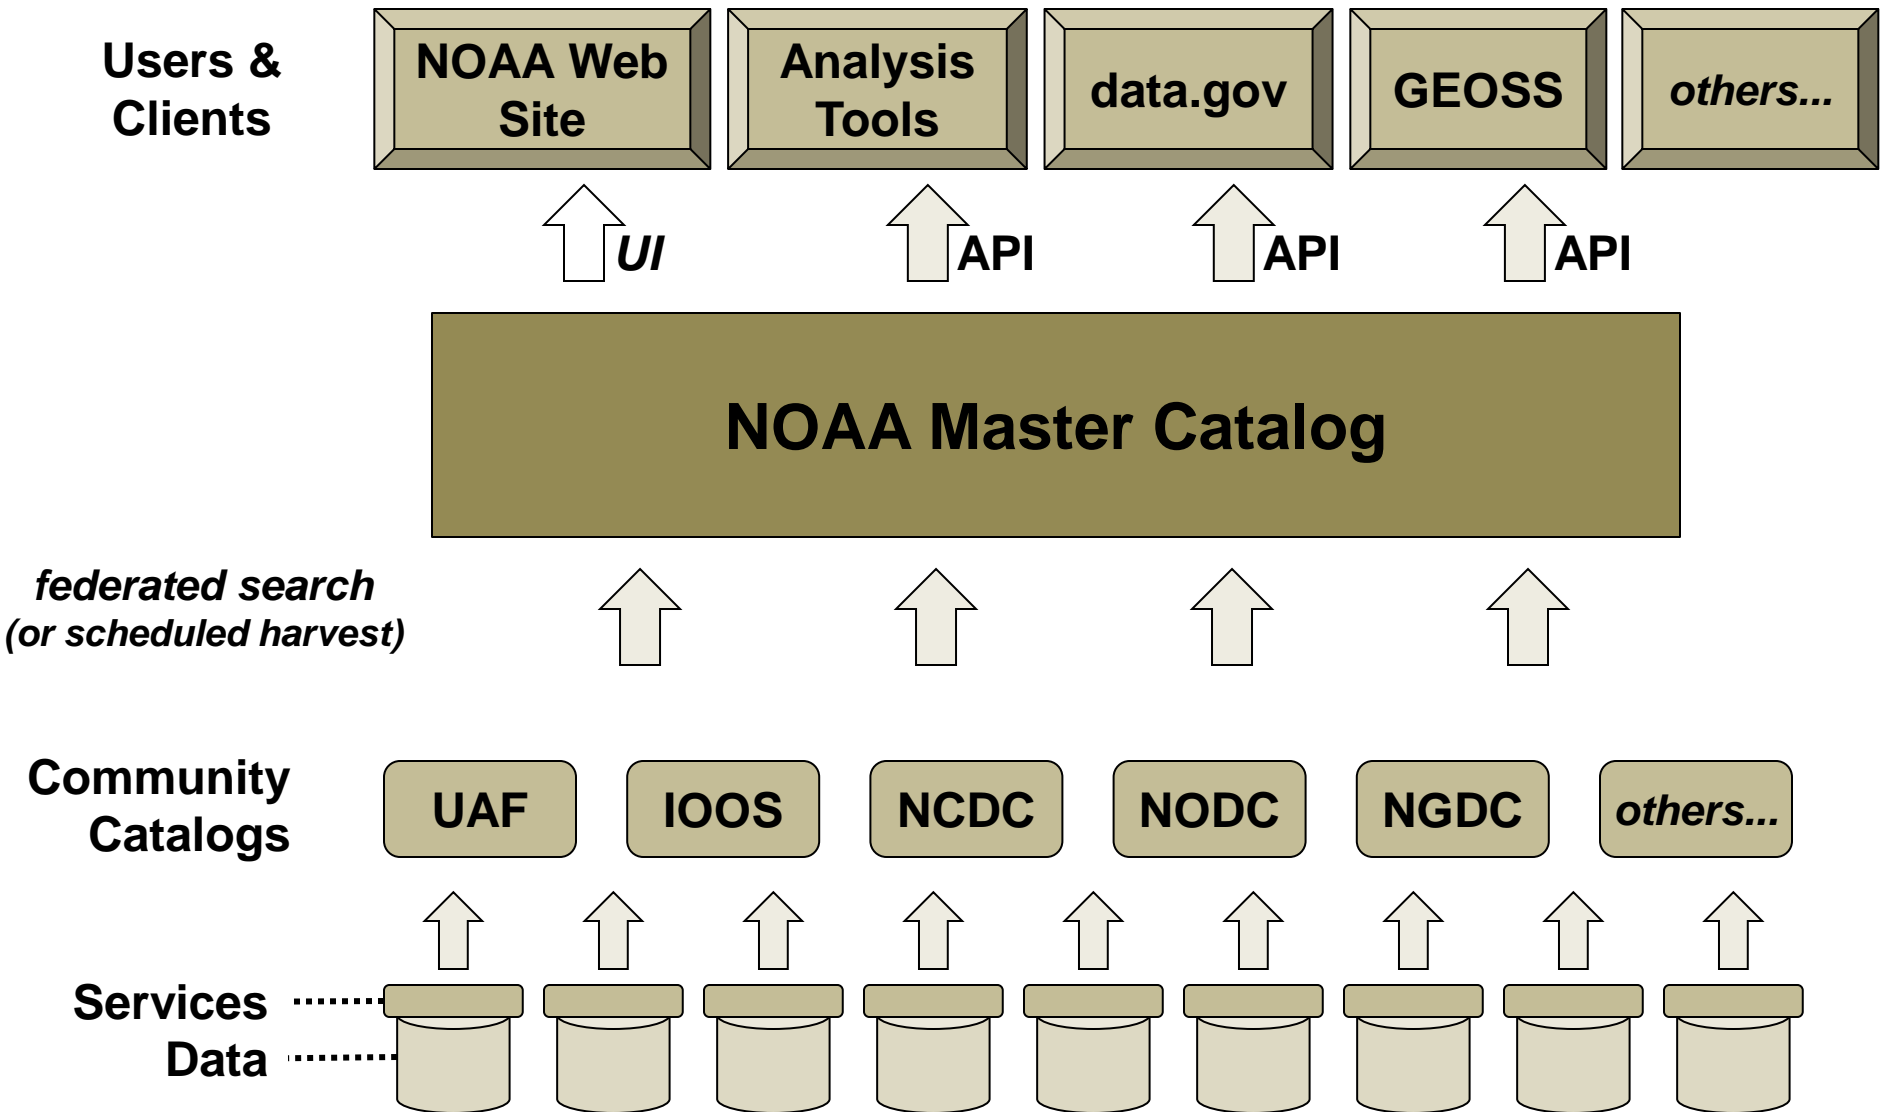 Users &
Clients
NOAA Web
Site
Analysis
Tools
data.gov
GEOSS
others...
UI
API
API
API
NOAA Master Catalog
federated search
(or scheduled harvest)
Community
Catalogs
UAF
IOOS
NCDC
NODC
NGDC
others...
Services
Data